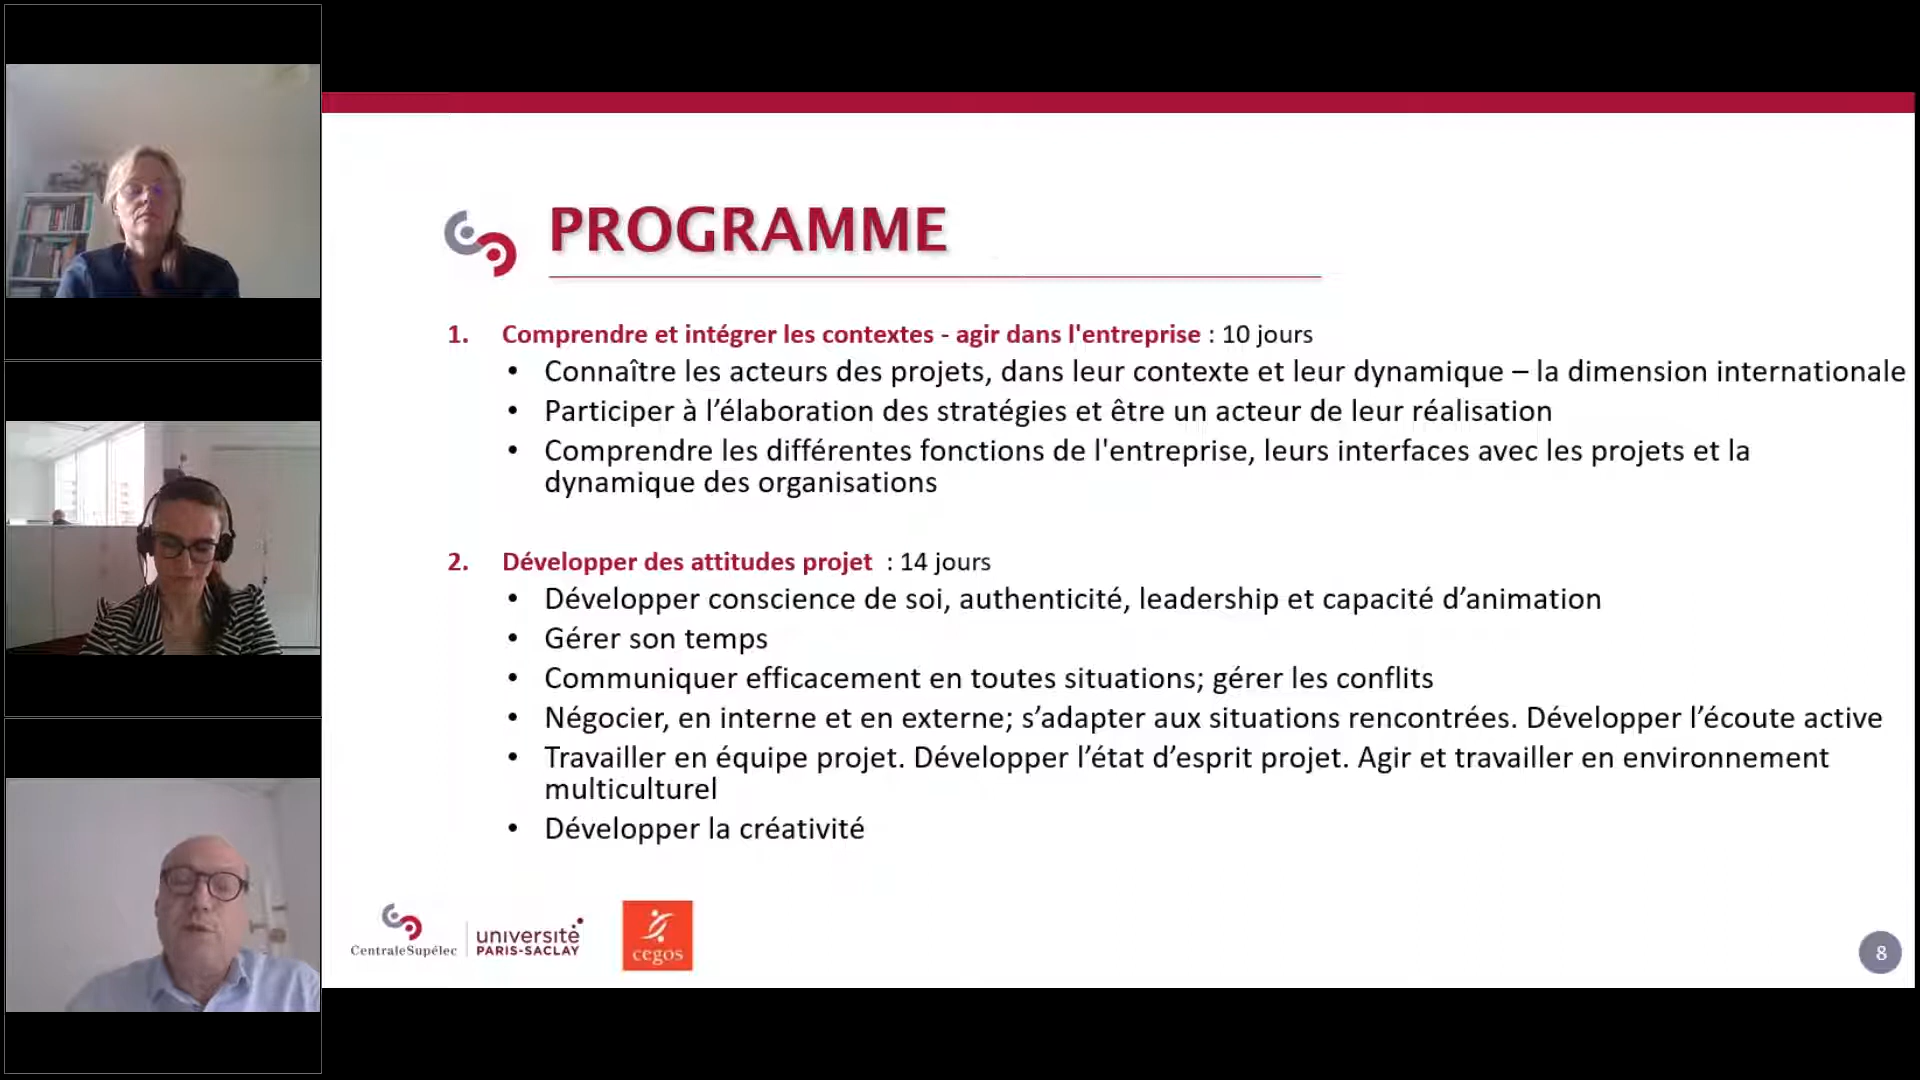 PROGRAMME
1. Comprendre et intégrer les contextes - agir dans l'entreprise : 10 jours
• Connaître les acteurs des projets, dans leur contexte et leur dynamique – la dimension internationale
• Participer à l’élaboration des stratégies et être un acteur de leur réalisation
• Comprendre les différentes fonctions de l'entreprise, leurs interfaces avec les projets et la
dynamique des organisations
2. Développer des attitudes projet : 14 jours
• Développer conscience de soi, authenticité, leadership et capacité d’animation
• Gérer son temps
• Communiquer efficacement en toutes situations; gérer les conflits
• Négocier, en interne et en externe; s’adapter aux situations rencontrées. Développer l’écoute active
• Travailler en équipe projet. Développer l’état d’esprit projet. Agir et travailler en environnement
multiculturel
• Développer la créativité
CentraleSupélec
université
PARIS-SACLAY
cegos
8